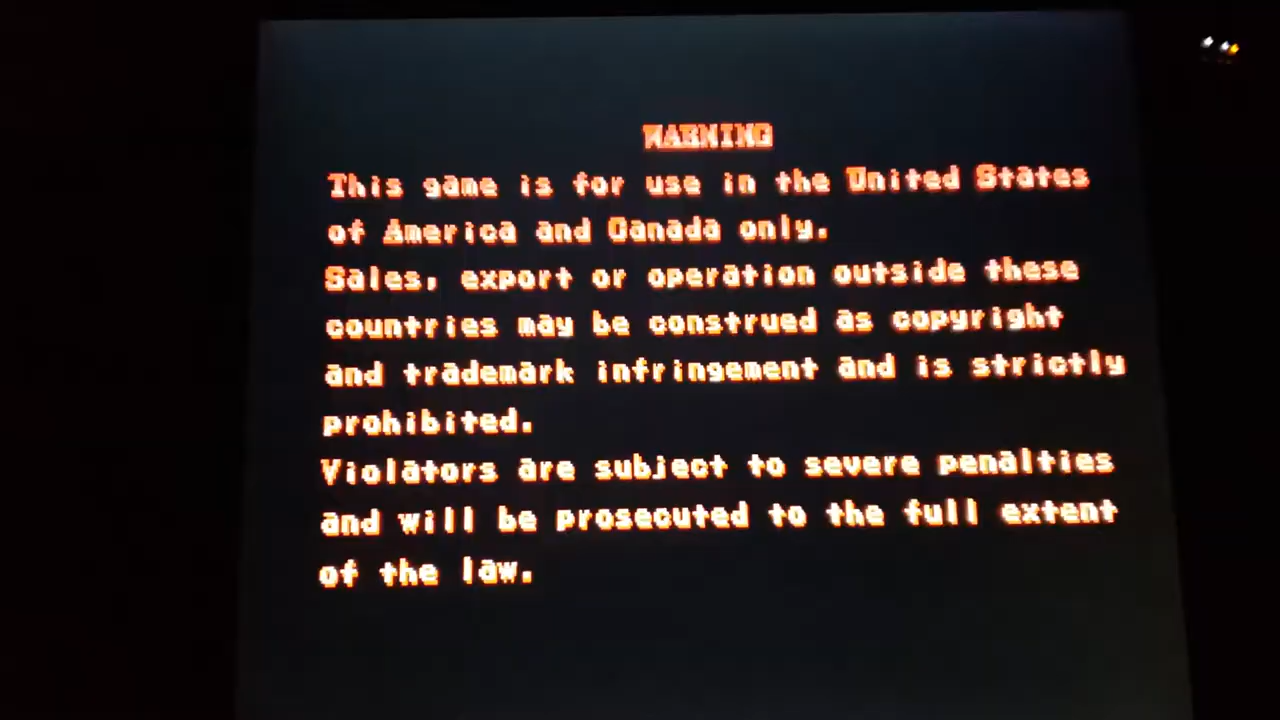 WARNING
This game is for use in the United States
of America and Canada only.
Sales, export or operation outside these
countries may be construed as copyright
and trademark infringement and is strictly
prohibited.
Violators are subject to severe penalties
and will be prosecuted to the full extent
of the law.